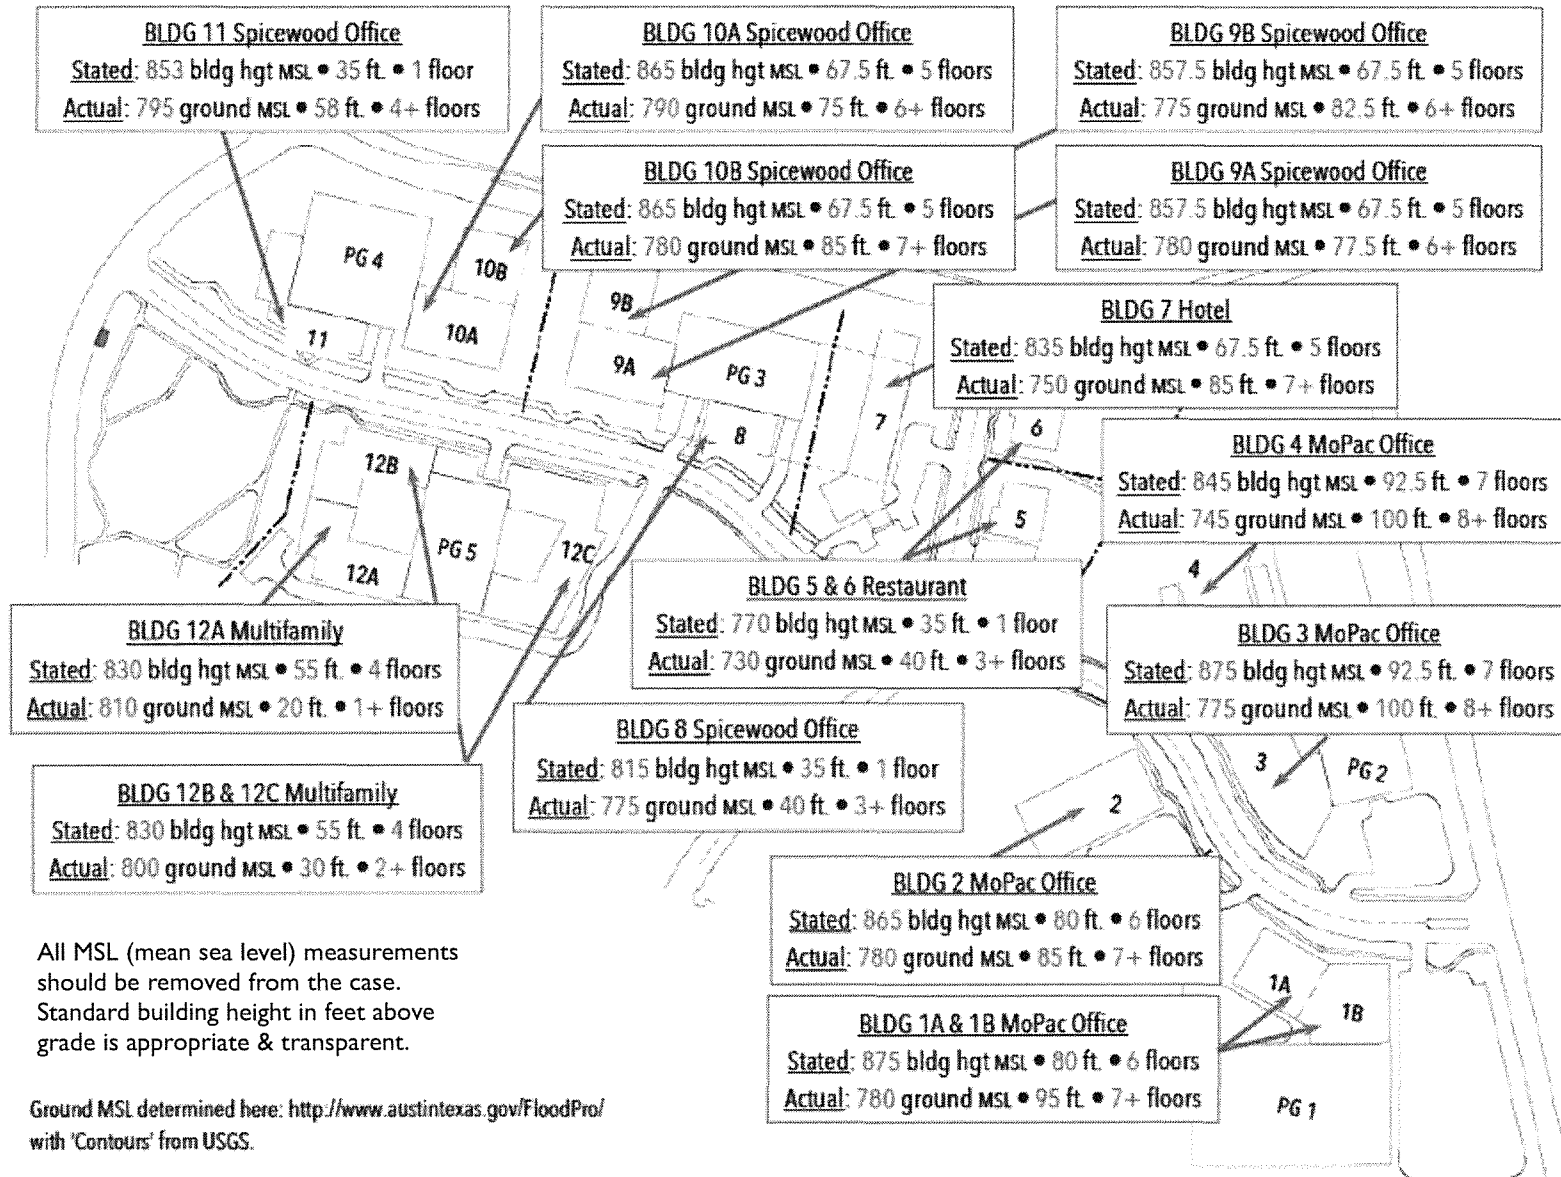 BLDG 11 Spicewood Office
Stated: 853 bldg hgt MSL • 35 ft. • 1 floor
Actual: 795 ground MSL • 58 ft. • 4+ floors
BLDG 10A Spicewood Office
Stated: 865 bldg hgt MSL • 67.5 ft. • 5 floors
Actual: 790 ground MSL • 75 ft. • 6+ floors
BLDG 9B Spicewood Office
Stated: 857.5 bldg hgt MSL • 67.5 ft. • 5 floors
Actual: 775 ground MSL • 82.5 ft. • 6+ floors
BLDG 10B Spicewood Office
Stated: 865 bldg hgt MSL • 67.5 ft. • 5 floors
Actual: 780 ground MSL • 85 ft. • 7+ floors
BLDG 9A Spicewood Office
Stated: 857.5 bldg hgt MSL • 67.5 ft. • 5 floors
Actual: 780 ground MSL • 77.5 ft. • 6+ floors
PG 4
10B
11
10A
9B
9A
PG 3
BLDG 7 Hotel
Stated: 835 bldg hgt MSL • 67.5 ft. • 5 floors
Actual: 750 ground MSL • 85 ft. • 7+ floors
7
8
6
5
12B
PG 5
12C
12A
BLDG 4 MoPac Office
Stated: 845 bldg hgt MSL • 92.5 ft. • 7 floors
Actual: 745 ground MSL • 100 ft. • 8+ floors
4
BLDG 5 & 6 Restaurant
Stated: 770 bldg hgt MSL • 35 ft. • 1 floor
Actual: 730 ground MSL • 40 ft. • 3+ floors
BLDG 12A Multifamily
Stated: 830 bldg hgt MSL • 55 ft. • 4 floors
Actual: 810 ground MSL • 20 ft. • 1+ floors
BLDG 3 MoPac Office
Stated: 875 bldg hgt MSL • 92.5 ft. • 7 floors
Actual: 775 ground MSL • 100 ft. • 8+ floors
BLDG 8 Spicewood Office
Stated: 815 bldg hgt MSL • 35 ft. • 1 floor
Actual: 775 ground MSL • 40 ft. • 3+ floors
BLDG 12B & 12C Multifamily
Stated: 830 bldg hgt MSL • 55 ft. • 4 floors
Actual: 800 ground MSL • 30 ft. • 2+ floors
3
PG 2
2
BLDG 2 MoPac Office
Stated: 865 bldg hgt MSL • 80 ft. • 6 floors
Actual: 780 ground MSL • 85 ft. • 7+ floors
1A
1B
BLDG 1A & 1B MoPac Office
Stated: 875 bldg hgt MSL • 80 ft. • 6 floors
Actual: 780 ground MSL • 95 ft. • 7+ floors
PG 1
All MSL (mean sea level) measurements
should be removed from the case.
Standard building height in feet above
grade is appropriate & transparent.
Ground MSL determined here: http://www.austintexas.gov/FloodPro/
with 'Contours' from USGS.